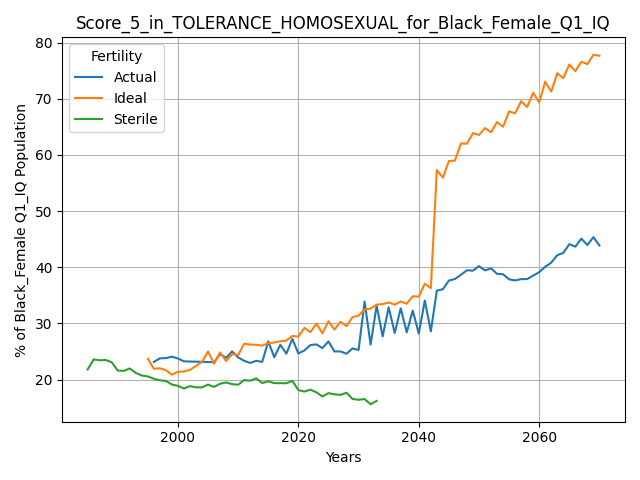 Score_5_in_TOLERANCE_HOMOSEXUAL_for_Black_Female_Q1_IQ
Fertility
Actual
Ideal
Sterile
% of Black_Female Q1_IQ Population
80
70
60
50
40
30
20
2000
2020
2040
2060
Years